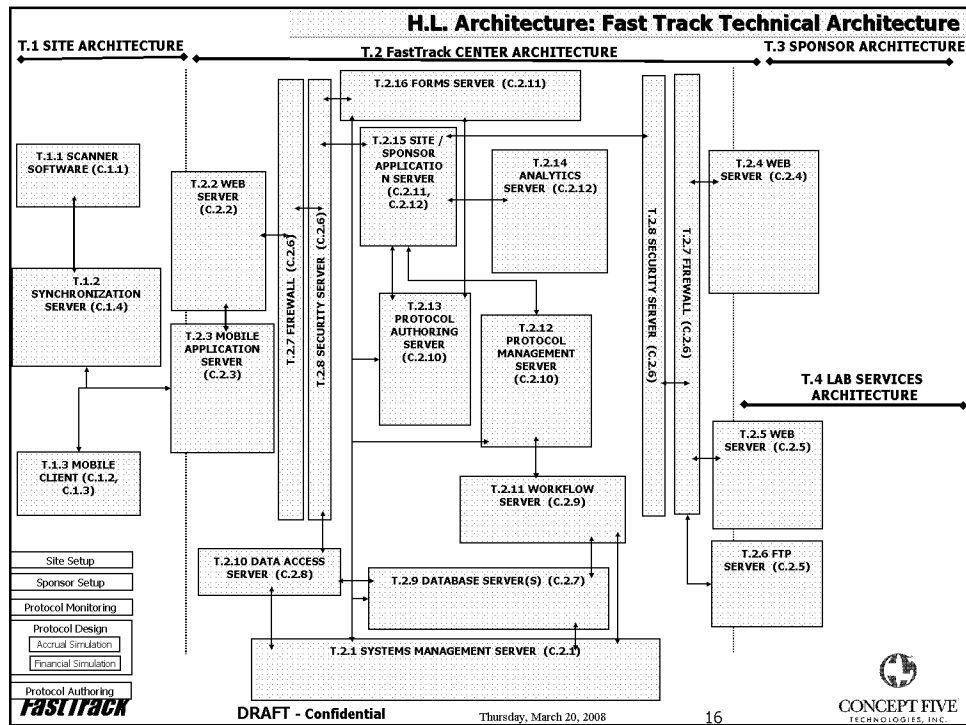 H.L. Architecture: Fast Track Technical Architecture
T.1 SITE ARCHITECTURE
T.2 FastTrack CENTER ARCHITECTURE
T.3 SPONSOR ARCHITECTURE
T.2.16 FORMS SERVER (C.2.11)
T.1.1 SCANNER
SOFTWARE (C.1.1)
T.2.2 WEB
SERVER
(C.2.2)
T.2.15 SITE /
SPONSOR
APPLICATIO
N SERVER
(C.2.11,
C.2.12)
T.2.14
ANALYTICS
SERVER (C.2.12)
T.2.4 WEB
SERVER (C.2.4)
T.2.7 FIREWALL (C.2.6)
T.2.8 SECURITY SERVER (C.2.6)
T.2.8 SECURITY SERVER (C.2.6)
T.2.7 FIREWALL (C.2.6)
T.1.2
SYNCHRONIZATION
SERVER (C.1.4)
T.2.3 MOBILE
APPLICATION
SERVER
(C.2.3)
T.2.13
PROTOCOL
AUTHORING
SERVER
(C.2.10)
T.2.12
PROTOCOL
MANAGEMENT
SERVER
(C.2.10)
T.4 LAB SERVICES
ARCHITECTURE
T.1.3 MOBILE
CLIENT (C.1.2,
C.1.3)
T.2.5 WEB
SERVER (C.2.5)
T.2.11 WORKFLOW
SERVER (C.2.9)
T.2.6 FTP
SERVER (C.2.5)
T.2.10 DATA ACCESS
SERVER (C.2.8)
T.2.9 DATABASE SERVER(S) (C.2.7)
T.2.1 SYSTEMS MANAGEMENT SERVER (C.2.1)
Site Setup
Sponsor Setup
Protocol Monitoring
Protocol Design
Accrual Simulation
Financial Simulation
Protocol Authoring
FastTrack
DRAFT - Confidential
Thursday, March 20, 2008
16
CONCEPT FIVE
TECHNOLOGIES, INC.